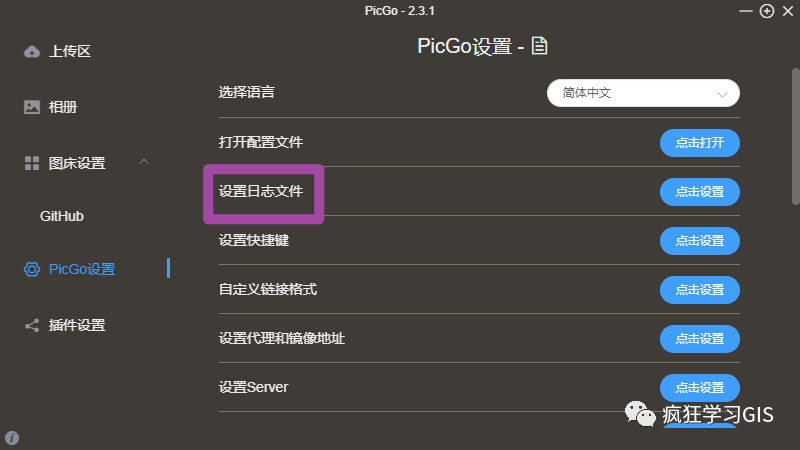 PicGo - 2.3.1
上传区
相册
图床设置
GitHub
PicGo设置
插件设置
PicGo设置 -
选择语言 简体中文
打开配置文件 点击打开
设置日志文件 点击设置
设置快捷键 点击设置
自定义链接格式 点击设置
设置代理和镜像地址 点击设置
设置Server 点击设置
疯狂学习GIS